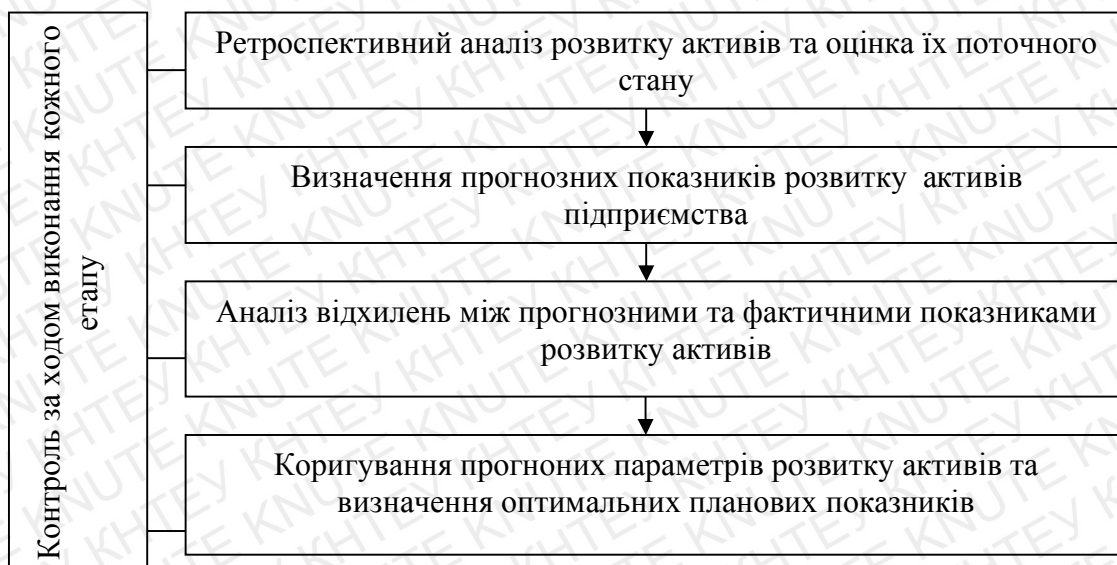 Контроль за ходом виконання кожного
етапу
Ретроспективний аналіз розвитку активів та оцінка їх поточного
стану
Визначення прогнозних показників розвитку активів
підприємства
Аналіз відхилень між прогнозними та фактичними показниками
розвитку активів
Коригування прогноних параметрів розвитку активів та
визначення оптимальних планових показників